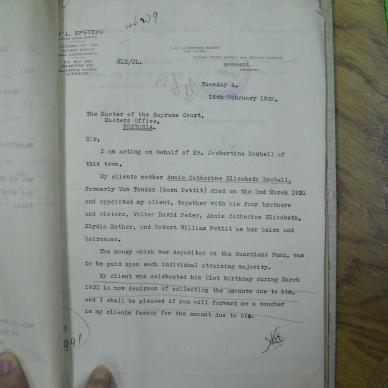 L. EPSTEIN
SPRINGS
HLE/PL.
Tuesday
16th February 1932.
The Master of the Supreme Court,
Masters Office,
PRETORIA.
Sir,
I am acting on behalf of Mr. Joubertina Doubell of
this town.
My clients mother Annie Catherine Elizabeth Doubell,
formerly Van Tonder (born Pettit) died on the 2nd March 1921
and appointed my client, together with his four brothers
and sisters, Walter David Peter, Annie Catherine Elizabeth,
Elydia Esther, and Robert William Pettit as her heirs and
heiresses.
The money which was deposited in the Guardians Fund, was
to be paid upon each individual attaining majority.
My client who celebrated his 21st birthday during March
1931 is now desirous of collecting the amounts due to him,
and I shall be pleased if you will forward me a voucher
in my clients favour for the amount due to him.